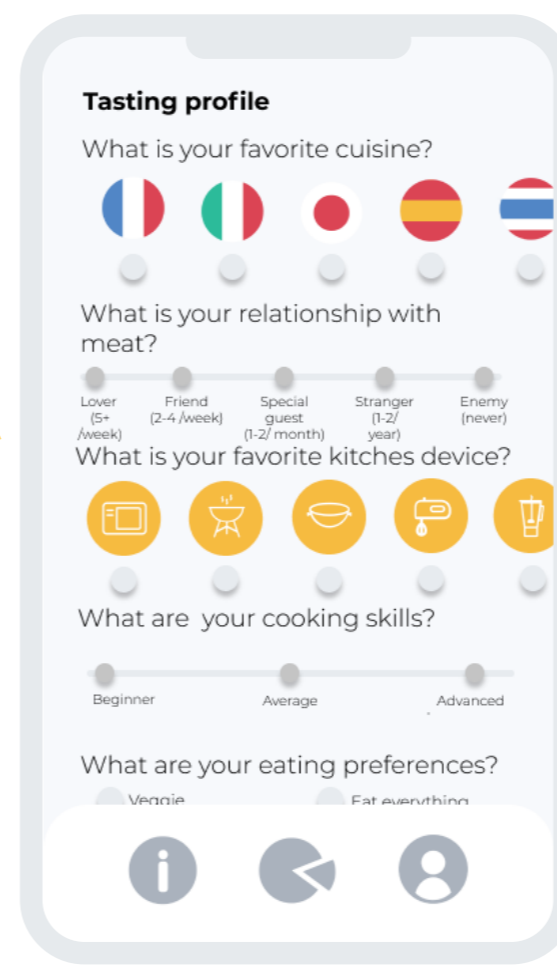 Tasting profile
What is your favorite cuisine?
What is your relationship with
meat?
Lover
(5+
/week)
Friend
(2-4 /week)
Special
guest
(1-2/ month)
Stranger
(1-2/
year)
Enemy
(never)
What is your favorite kitches device?
What are  your cooking skills?
Beginner
Average
Advanced
What are your eating preferences?
Veggie
Eat everything